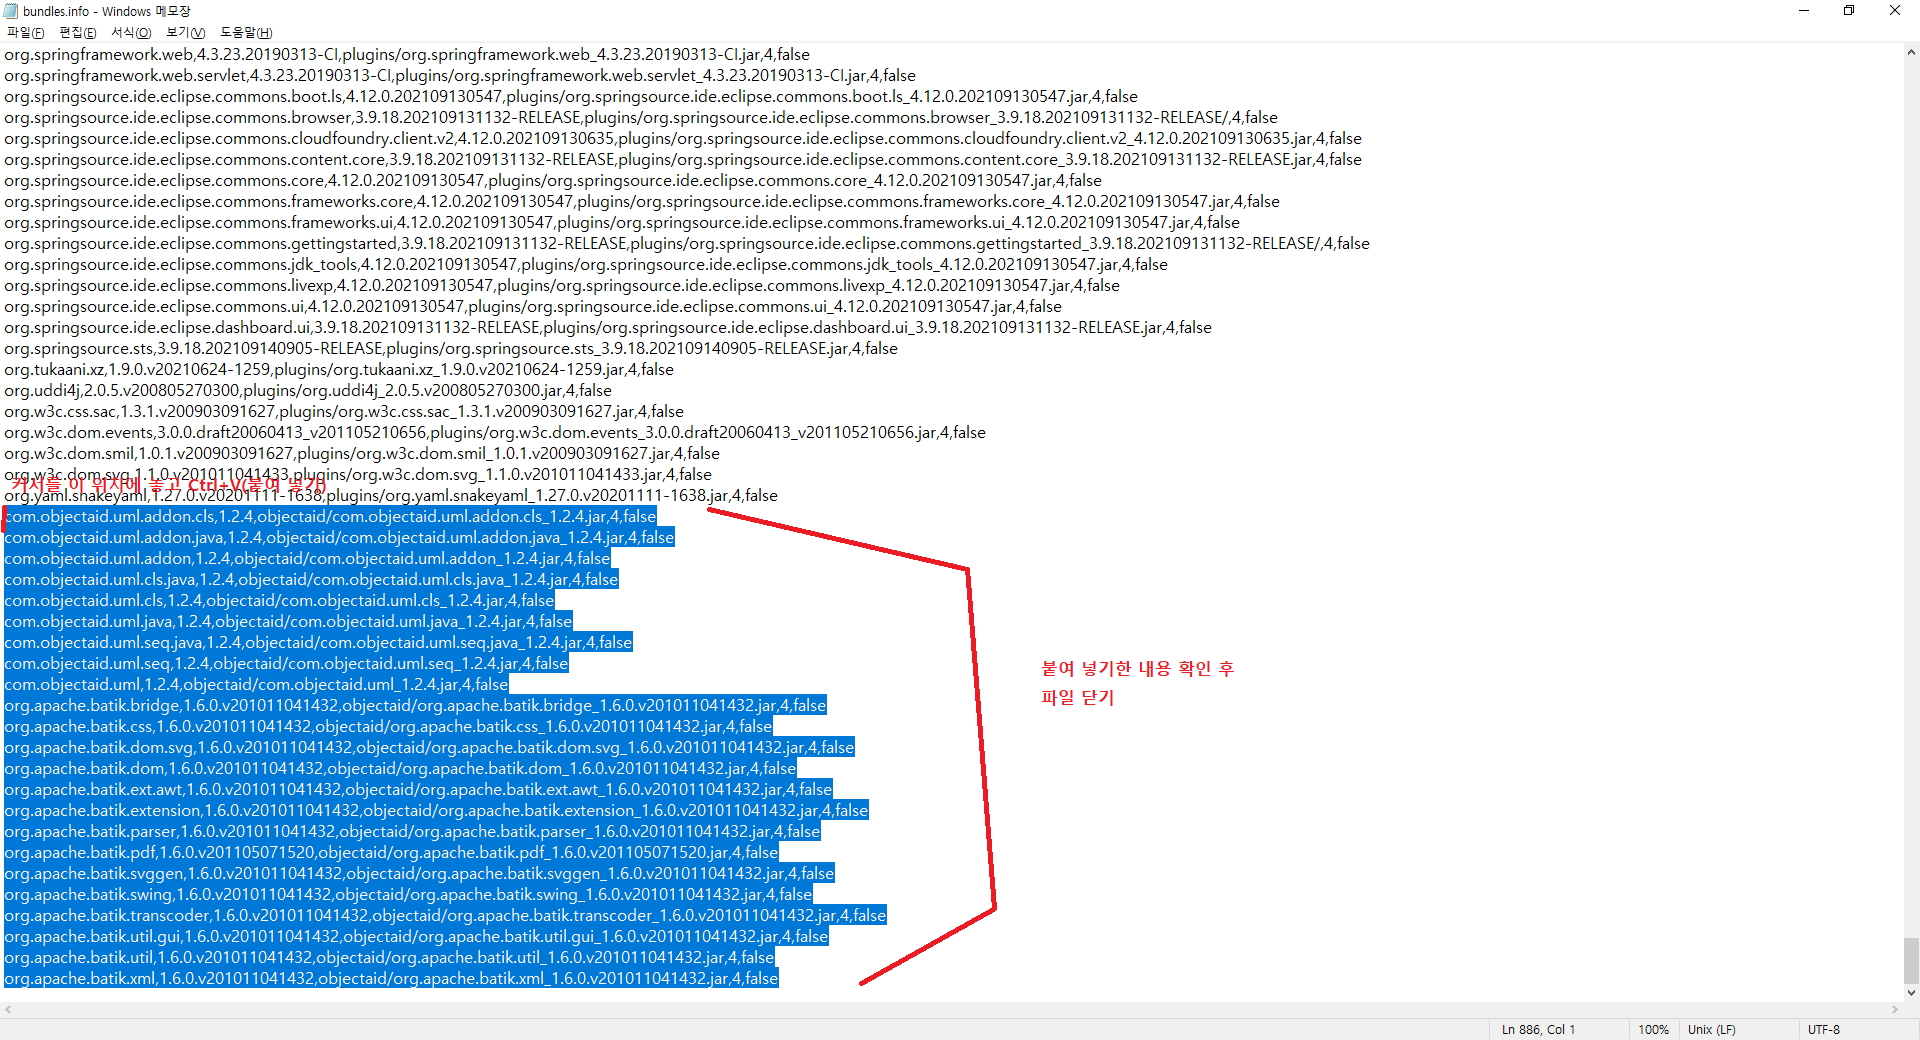 bundles.info - Windows 메모장
파일(F) 편집(E) 서식(O) 보기(V) 도움말(H)
org.springframework.web,4.3.23.20190313-CI,plugins/org.springframework.web_4.3.23.20190313-CI.jar,4,false
org.springframework.web.servlet,4.3.23.20190313-CI,plugins/org.springframework.web.servlet_4.3.23.20190313-CI.jar,4,false
org.springsource.ide.eclipse.commons.boot.ls,4.12.0.202109130547,plugins/org.springsource.ide.eclipse.commons.boot.ls_4.12.0.202109130547.jar,4,false
org.springsource.ide.eclipse.commons.browser,3.9.18.202109131132-RELEASE,plugins/org.springsource.ide.eclipse.commons.browser_3.9.18.202109131132-RELEASE/,4,false
org.springsource.ide.eclipse.commons.cloudfoundry.client.v2,4.12.0.202109130635,plugins/org.springsource.ide.eclipse.commons.cloudfoundry.client.v2_4.12.0.202109130635.jar,4,false
org.springsource.ide.eclipse.commons.content.core,3.9.18.202109131132-RELEASE,plugins/org.springsource.ide.eclipse.commons.content.core_3.9.18.202109131132-RELEASE.jar,4,false
org.springsource.ide.eclipse.commons.core,4.12.0.202109130547,plugins/org.springsource.ide.eclipse.commons.core_4.12.0.202109130547.jar,4,false
org.springsource.ide.eclipse.commons.frameworks.core,4.12.0.202109130547,plugins/org.springsource.ide.eclipse.commons.frameworks.core_4.12.0.202109130547.jar,4,false
org.springsource.ide.eclipse.commons.frameworks.ui,4.12.0.202109130547,plugins/org.springsource.ide.eclipse.commons.frameworks.ui_4.12.0.202109130547.jar,4,false
org.springsource.ide.eclipse.commons.gettingstarted,3.9.18.202109131132-RELEASE,plugins/org.springsource.ide.eclipse.commons.gettingstarted_3.9.18.202109131132-RELEASE/,4,false
org.springsource.ide.eclipse.commons.jdk_tools,4.12.0.202109130547,plugins/org.springsource.ide.eclipse.commons.jdk_tools_4.12.0.202109130547.jar,4,false
org.springsource.ide.eclipse.commons.livexp,4.12.0.202109130547,plugins/org.springsource.ide.eclipse.commons.livexp_4.12.0.202109130547.jar,4,false
org.springsource.ide.eclipse.commons.ui,4.12.0.202109130547,plugins/org.springsource.ide.eclipse.commons.ui_4.12.0.202109130547.jar,4,false
org.springsource.ide.eclipse.dashboard.ui,3.9.18.202109131132-RELEASE,plugins/org.springsource.ide.eclipse.dashboard.ui_3.9.18.202109131132-RELEASE.jar,4,false
org.springsource.sts,3.9.18.202109140905-RELEASE,plugins/org.springsource.sts_3.9.18.202109140905-RELEASE.jar,4,false
org.tukaani.xz,1.9.0.v20210624-1259,plugins/org.tukaani.xz_1.9.0.v20210624-1259.jar,4,false
org.uddi4j,2.0.5.v200805270300,plugins/org.uddi4j_2.0.5.v200805270300.jar,4,false
org.w3c.css.sac,1.3.1.v200903091627,plugins/org.w3c.css.sac_1.3.1.v200903091627.jar,4,false
org.w3c.dom.events,3.0.0.draft20060413_v201105210656,plugins/org.w3c.dom.events_3.0.0.draft20060413_v201105210656.jar,4,false
org.w3c.dom.smil,1.0.1.v200903091627,plugins/org.w3c.dom.smil_1.0.1.v200903091627.jar,4,false
org.w3c.dom.svg,1.1.0.v201011041433,plugins/org.w3c.dom.svg_1.1.0.v201011041433.jar,4,false
커서를 이 위치에 놓고 Ctrl+V(붙여 넣기)
org.yaml.snakeyaml,1.27.0.v20201111-1638,plugins/org.yaml.snakeyaml_1.27.0.v20201111-1638.jar,4,false
com.objectaid.uml.addon.cls,1.2.4,objectaid/com.objectaid.uml.addon.cls_1.2.4.jar,4,false
com.objectaid.uml.addon.java,1.2.4,objectaid/com.objectaid.uml.addon.java_1.2.4.jar,4,false
com.objectaid.uml.addon,1.2.4,objectaid/com.objectaid.uml.addon_1.2.4.jar,4,false
com.objectaid.uml.cls.java,1.2.4,objectaid/com.objectaid.uml.cls.java_1.2.4.jar,4,false
com.objectaid.uml.cls,1.2.4,objectaid/com.objectaid.uml.cls_1.2.4.jar,4,false
com.objectaid.uml.java,1.2.4,objectaid/com.objectaid.uml.java_1.2.4.jar,4,false
com.objectaid.uml.seq.java,1.2.4,objectaid/com.objectaid.uml.seq.java_1.2.4.jar,4,false
com.objectaid.uml.seq,1.2.4,objectaid/com.objectaid.uml.seq_1.2.4.jar,4,false
com.objectaid.uml,1.2.4,objectaid/com.objectaid.uml_1.2.4.jar,4,false
org.apache.batik.bridge,1.6.0.v201011041432,objectaid/org.apache.batik.bridge_1.6.0.v201011041432.jar,4,false
org.apache.batik.css,1.6.0.v201011041432,objectaid/org.apache.batik.css_1.6.0.v201011041432.jar,4,false
org.apache.batik.dom.svg,1.6.0.v201011041432,objectaid/org.apache.batik.dom.svg_1.6.0.v201011041432.jar,4,false
org.apache.batik.dom,1.6.0.v201011041432,objectaid/org.apache.batik.dom_1.6.0.v201011041432.jar,4,false
org.apache.batik.ext.awt,1.6.0.v201011041432,objectaid/org.apache.batik.ext.awt_1.6.0.v201011041432.jar,4,false
org.apache.batik.extension,1.6.0.v201011041432,objectaid/org.apache.batik.extension_1.6.0.v201011041432.jar,4,false
org.apache.batik.parser,1.6.0.v201011041432,objectaid/org.apache.batik.parser_1.6.0.v201011041432.jar,4,false
org.apache.batik.pdf,1.6.0.v201105071520,objectaid/org.apache.batik.pdf_1.6.0.v201105071520.jar,4,false
org.apache.batik.svggen,1.6.0.v201011041432,objectaid/org.apache.batik.svggen_1.6.0.v201011041432.jar,4,false
org.apache.batik.swing,1.6.0.v201011041432,objectaid/org.apache.batik.swing_1.6.0.v201011041432.jar,4,false
org.apache.batik.transcoder,1.6.0.v201011041432,objectaid/org.apache.batik.transcoder_1.6.0.v201011041432.jar,4,false
org.apache.batik.util.gui,1.6.0.v201011041432,objectaid/org.apache.batik.util.gui_1.6.0.v201011041432.jar,4,false
org.apache.batik.util,1.6.0.v201011041432,objectaid/org.apache.batik.util_1.6.0.v201011041432.jar,4,false
org.apache.batik.xml,1.6.0.v201011041432,objectaid/org.apache.batik.xml_1.6.0.v201011041432.jar,4,false
붙여 넣기한 내용 확인 후
파일 닫기
Ln 886, Col 1 100% Unix (LF) UTF-8